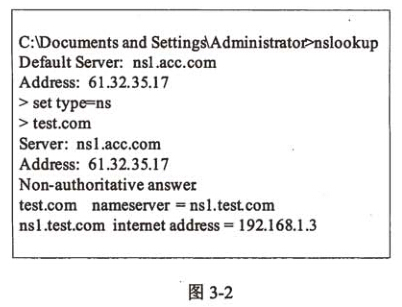 C:\Documents and Settings\Administrator>nslookup
Default Server: ns1.acc.com
Address: 61.32.35.17
> set type=ns
> test.com
Server: ns1.acc.com
Address: 61.32.35.17
Non-authoritative answer
test.com nameserver = ns1.test.com
ns1.test.com internet address = 192.168.1.3
图 3-2